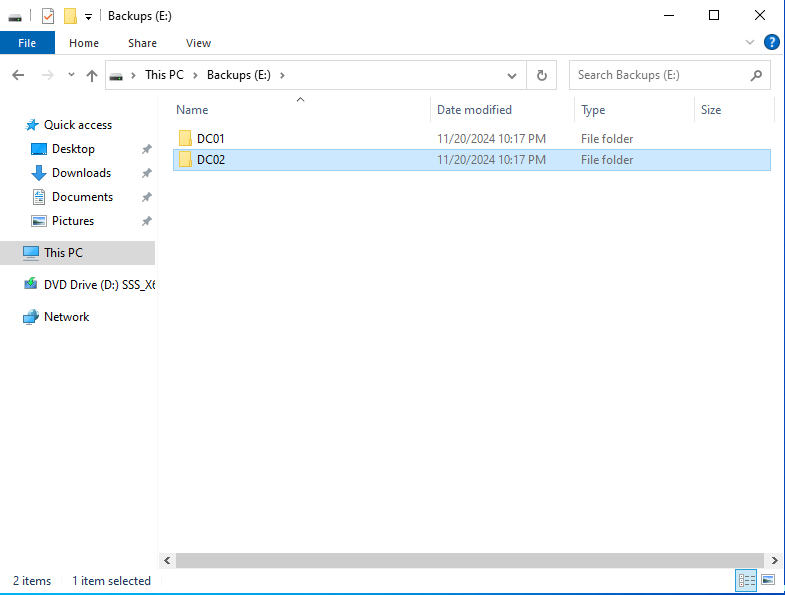 Backups (E:)
File Home Share View
This PC Backups (E:) Search Backups (E:)
Name Date modified Type Size
Quick access
Desktop
Downloads
Documents
Pictures
This PC
DVD Drive (D:) SSS_X6
Network
DC01 11/20/2024 10:17 PM File folder
DC02 11/20/2024 10:17 PM File folder
2 items 1 item selected